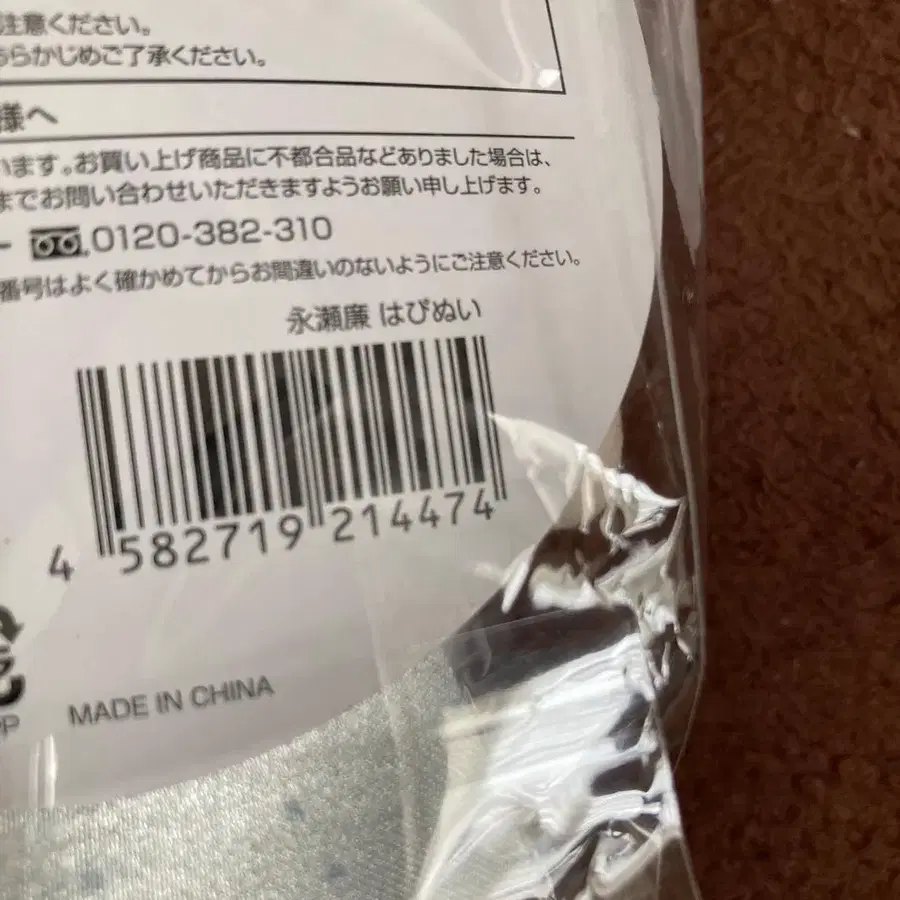 注意ください。
らかじめご了承ください。
様へ
います。お買い上げ商品に不都合品などありました場合は、
までお問い合わせいただきますようお願い申し上げます。
ー 0120-382-310
番号はよく確かめてからお間違いのないようにご注意ください。
永瀬廉 はぴぬい
4 582719 214474
MADE IN CHINA